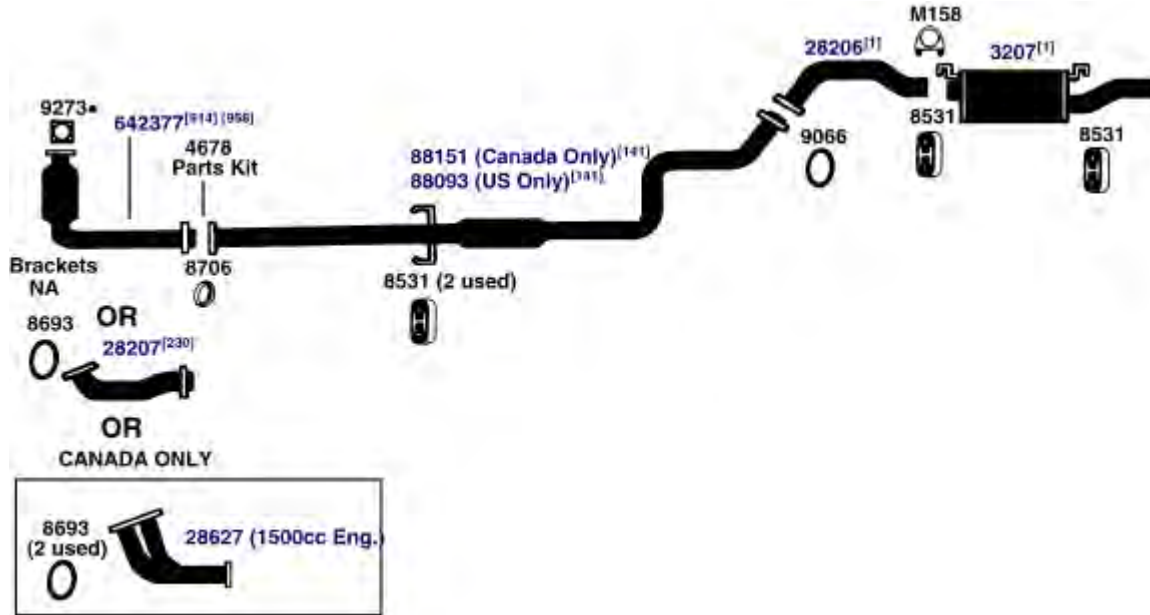 M158
28206[1]
3207[1]
9273•
642377[914] [956]
4678
Parts Kit
88151 (Canada Only)[141]
88093 (US Only)[141]
9066
8531
8531
Brackets
NA
8706
8531 (2 used)
OR
8693
28207[230]
OR
CANADA ONLY
8693
(2 used)
28627 (1500cc Eng.)